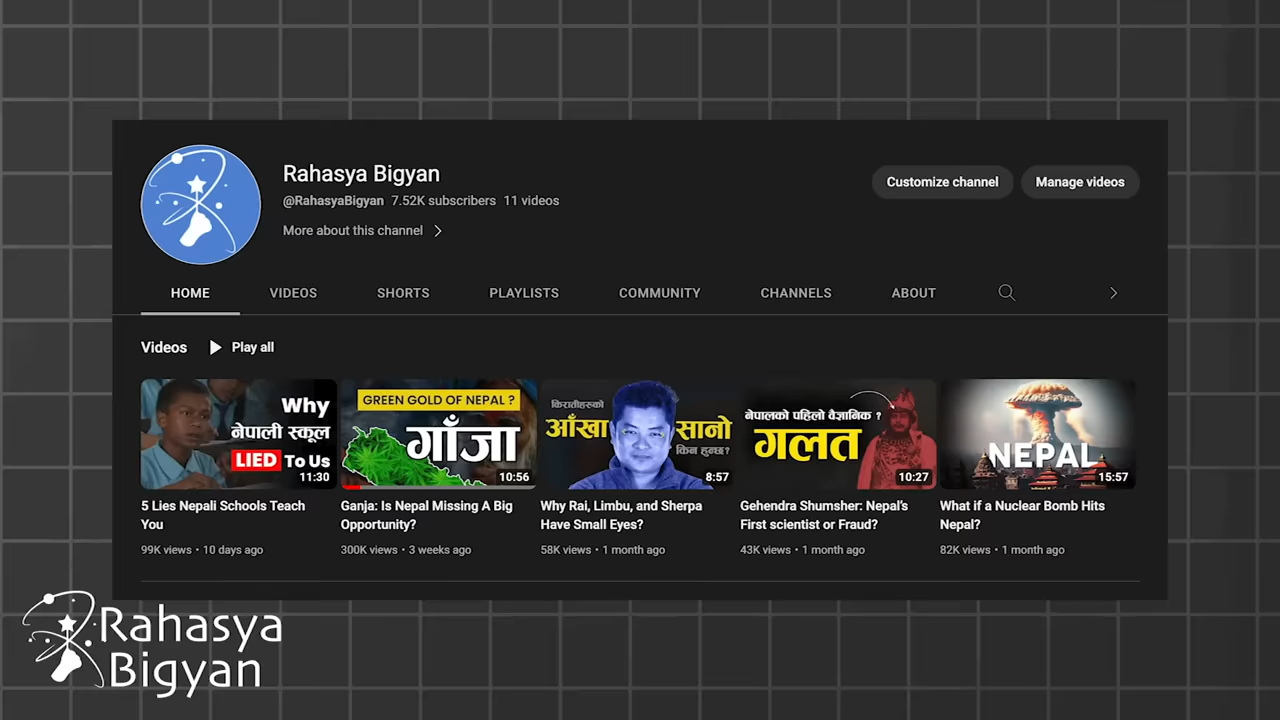 Rahasya Bigyan
@RahasyaBigyan 7.52K subscribers 11 videos
More about this channel
Customize channel
Manage videos
HOME
VIDEOS
SHORTS
PLAYLISTS
COMMUNITY
CHANNELS
ABOUT
Videos
Play all
Why
नेपाली स्कूल
LIED To Us
11:30
5 Lies Nepali Schools Teach
You
99K views • 10 days ago
GREEN GOLD OF NEPAL ?
गाँजा
10:56
Ganja: Is Nepal Missing A Big
Opportunity?
300K views • 3 weeks ago
किरातीहरुको
आँखा सानो
किन हुन्छ?
8:57
Why Rai, Limbu, and Sherpa
Have Small Eyes?
58K views • 1 month ago
नेपालको पहिलो वैज्ञानिक ?
गलत
10:27
Gehendra Shumsher: Nepal's
First scientist or Fraud?
43K views • 1 month ago
NEPAL
15:57
What if a Nuclear Bomb Hits
Nepal?
82K views • 1 month ago
Rahasya
Bigyan